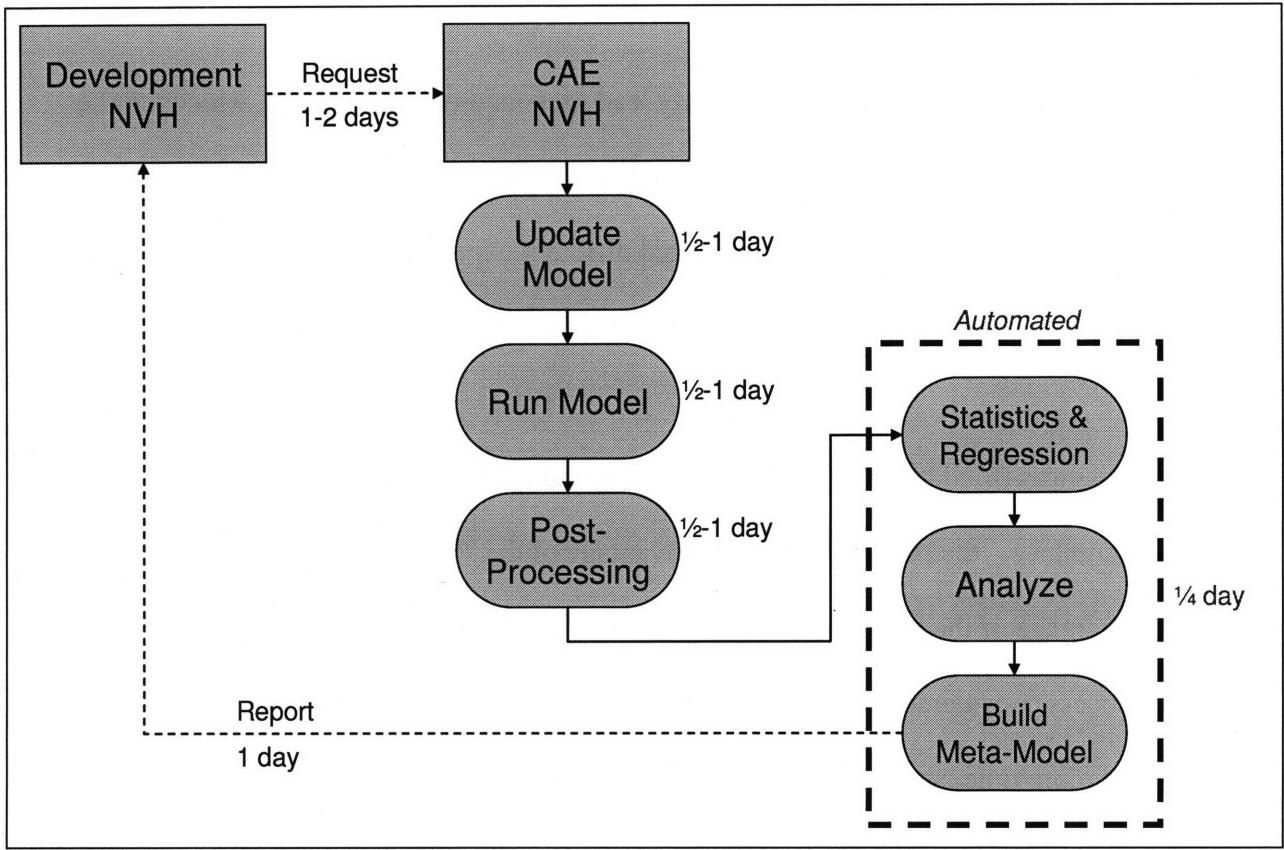 Development
NVH
Request
1-2 days
CAE
NVH
Update
Model
½-1 day
Run Model
½-1 day
Post-
Processing
½-1 day
Automated
Statistics &
Regression
Analyze
¼ day
Build
Meta-Model
Report
1 day